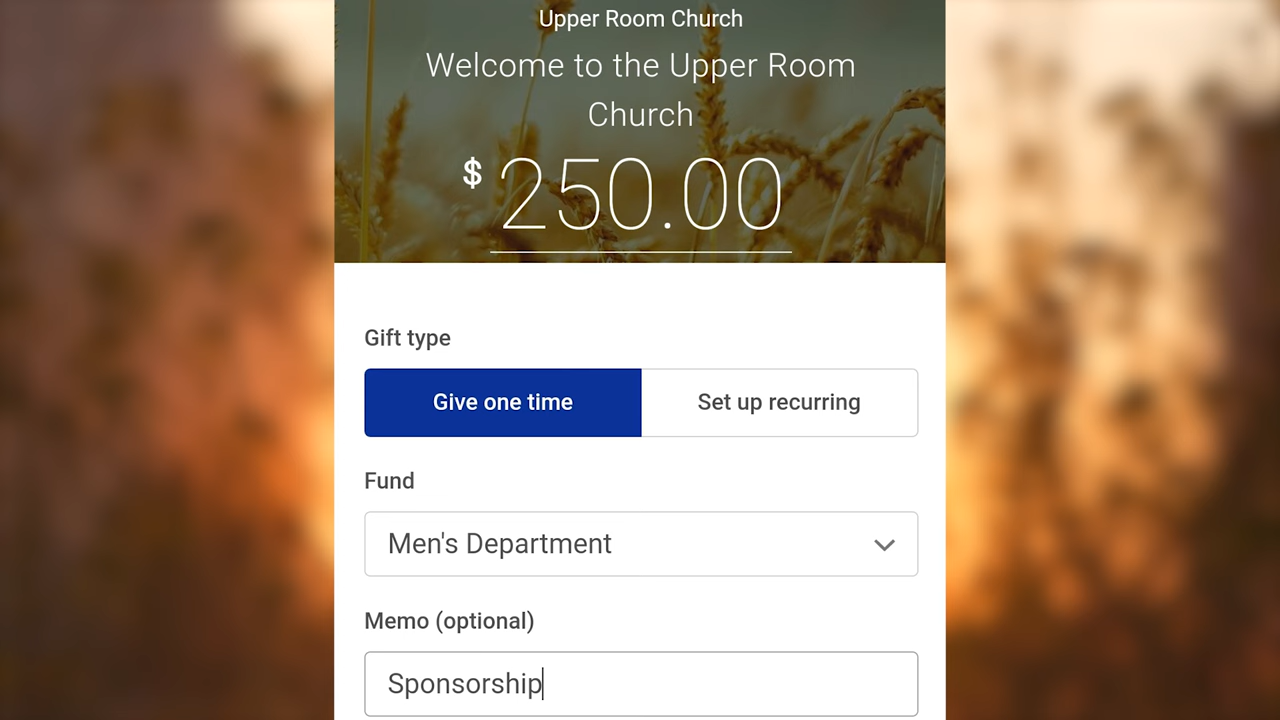 Upper Room Church
Welcome to the Upper Room
Church
$ 250.00
Gift type
Give one time
Set up recurring
Fund
Men's Department
Memo (optional)
Sponsorship